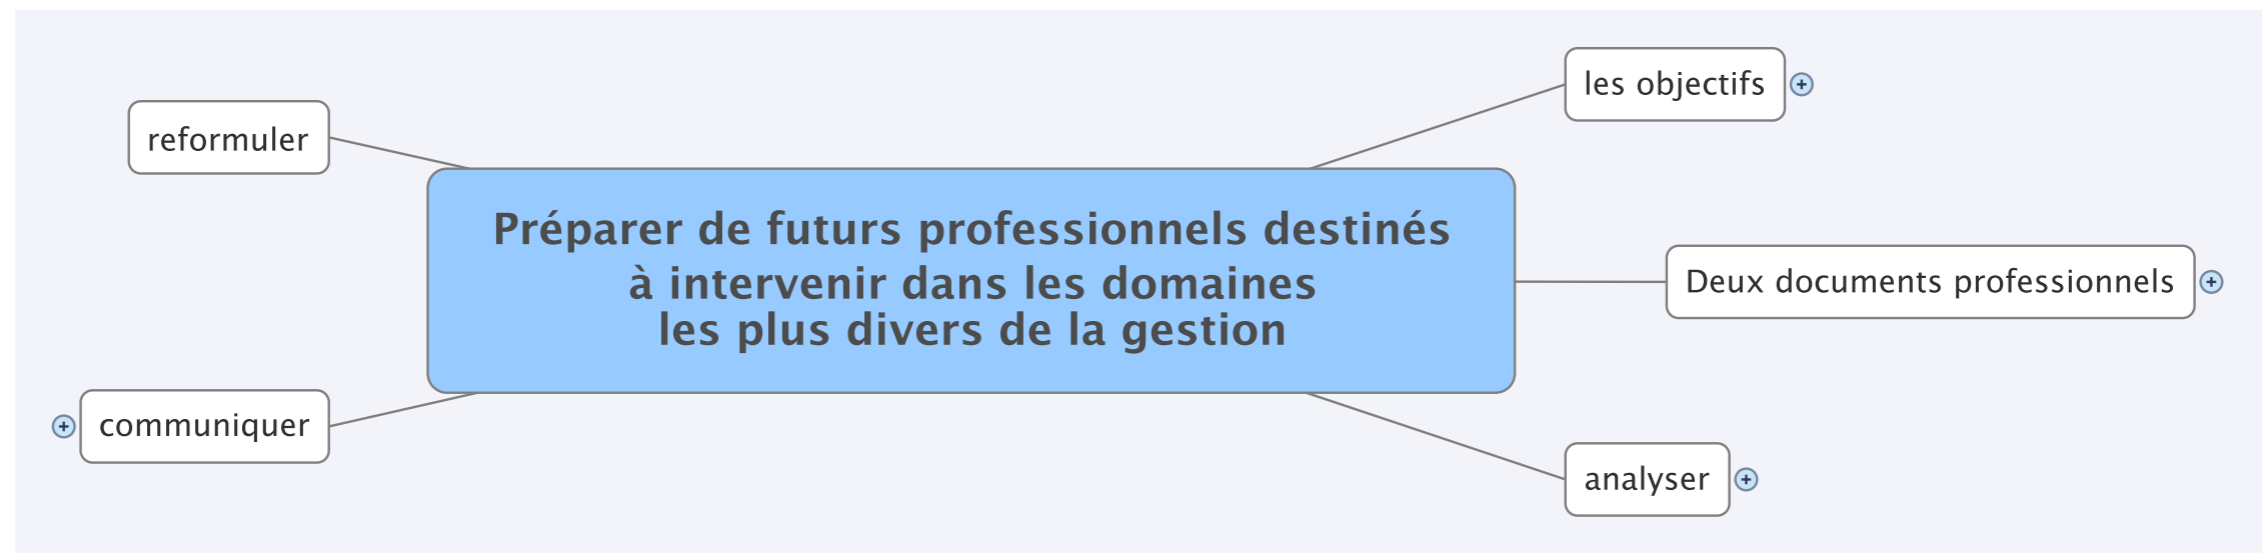 les objectifs
reformuler
Préparer de futurs professionnels destinés
à intervenir dans les domaines
les plus divers de la gestion
Deux documents professionnels
communiquer
analyser